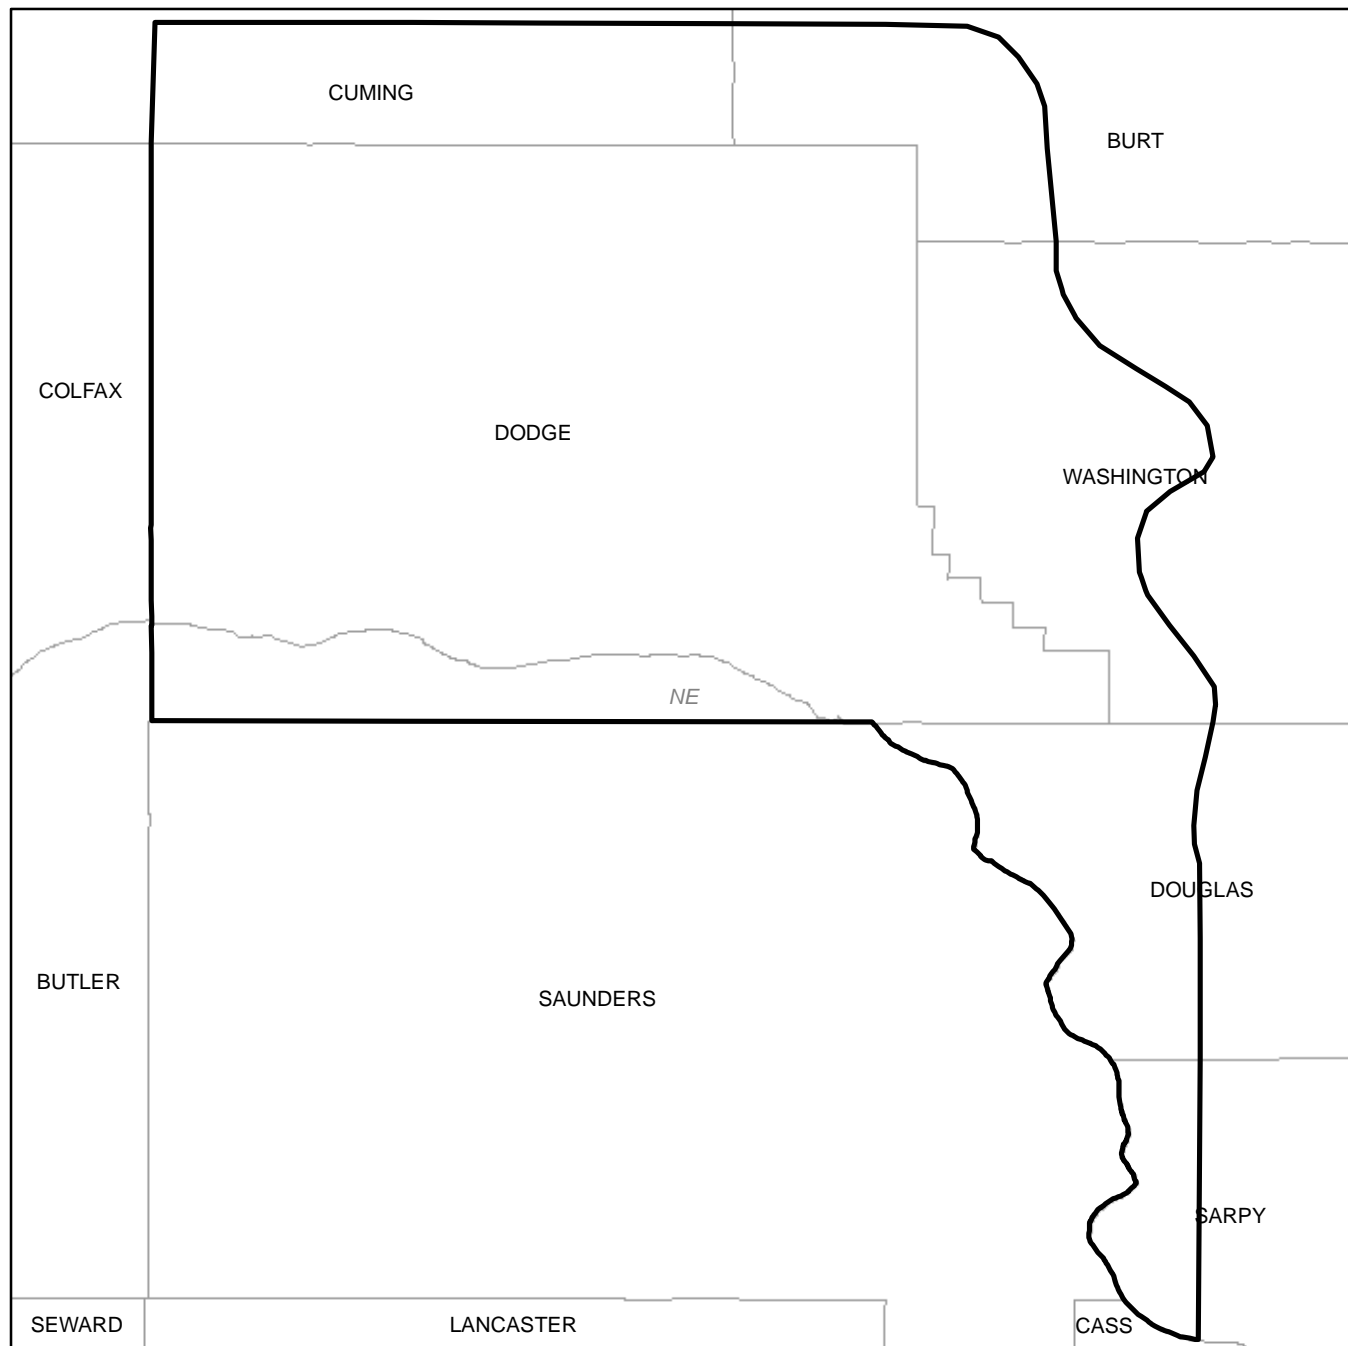 CUMING
BURT
COLFAX
DODGE
WASHINGTON
NE
DOUGLAS
BUTLER
SAUNDERS
SARPY
SEWARD
LANCASTER
CASS